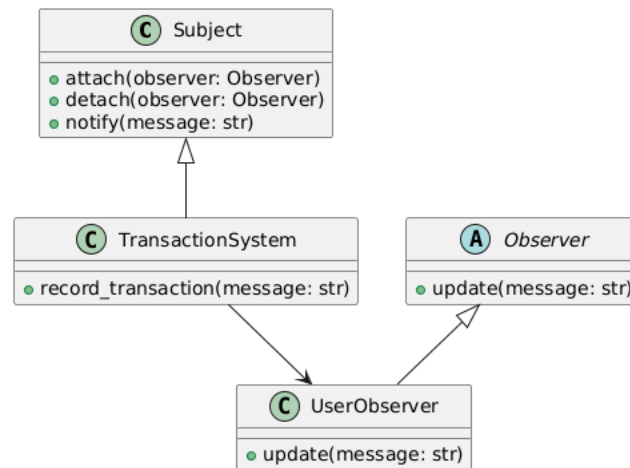 C Subject
attach(observer: Observer)
detach(observer: Observer)
notify(message: str)
C TransactionSystem
record_transaction(message: str)
A Observer
update(message: str)
C UserObserver
update(message: str)